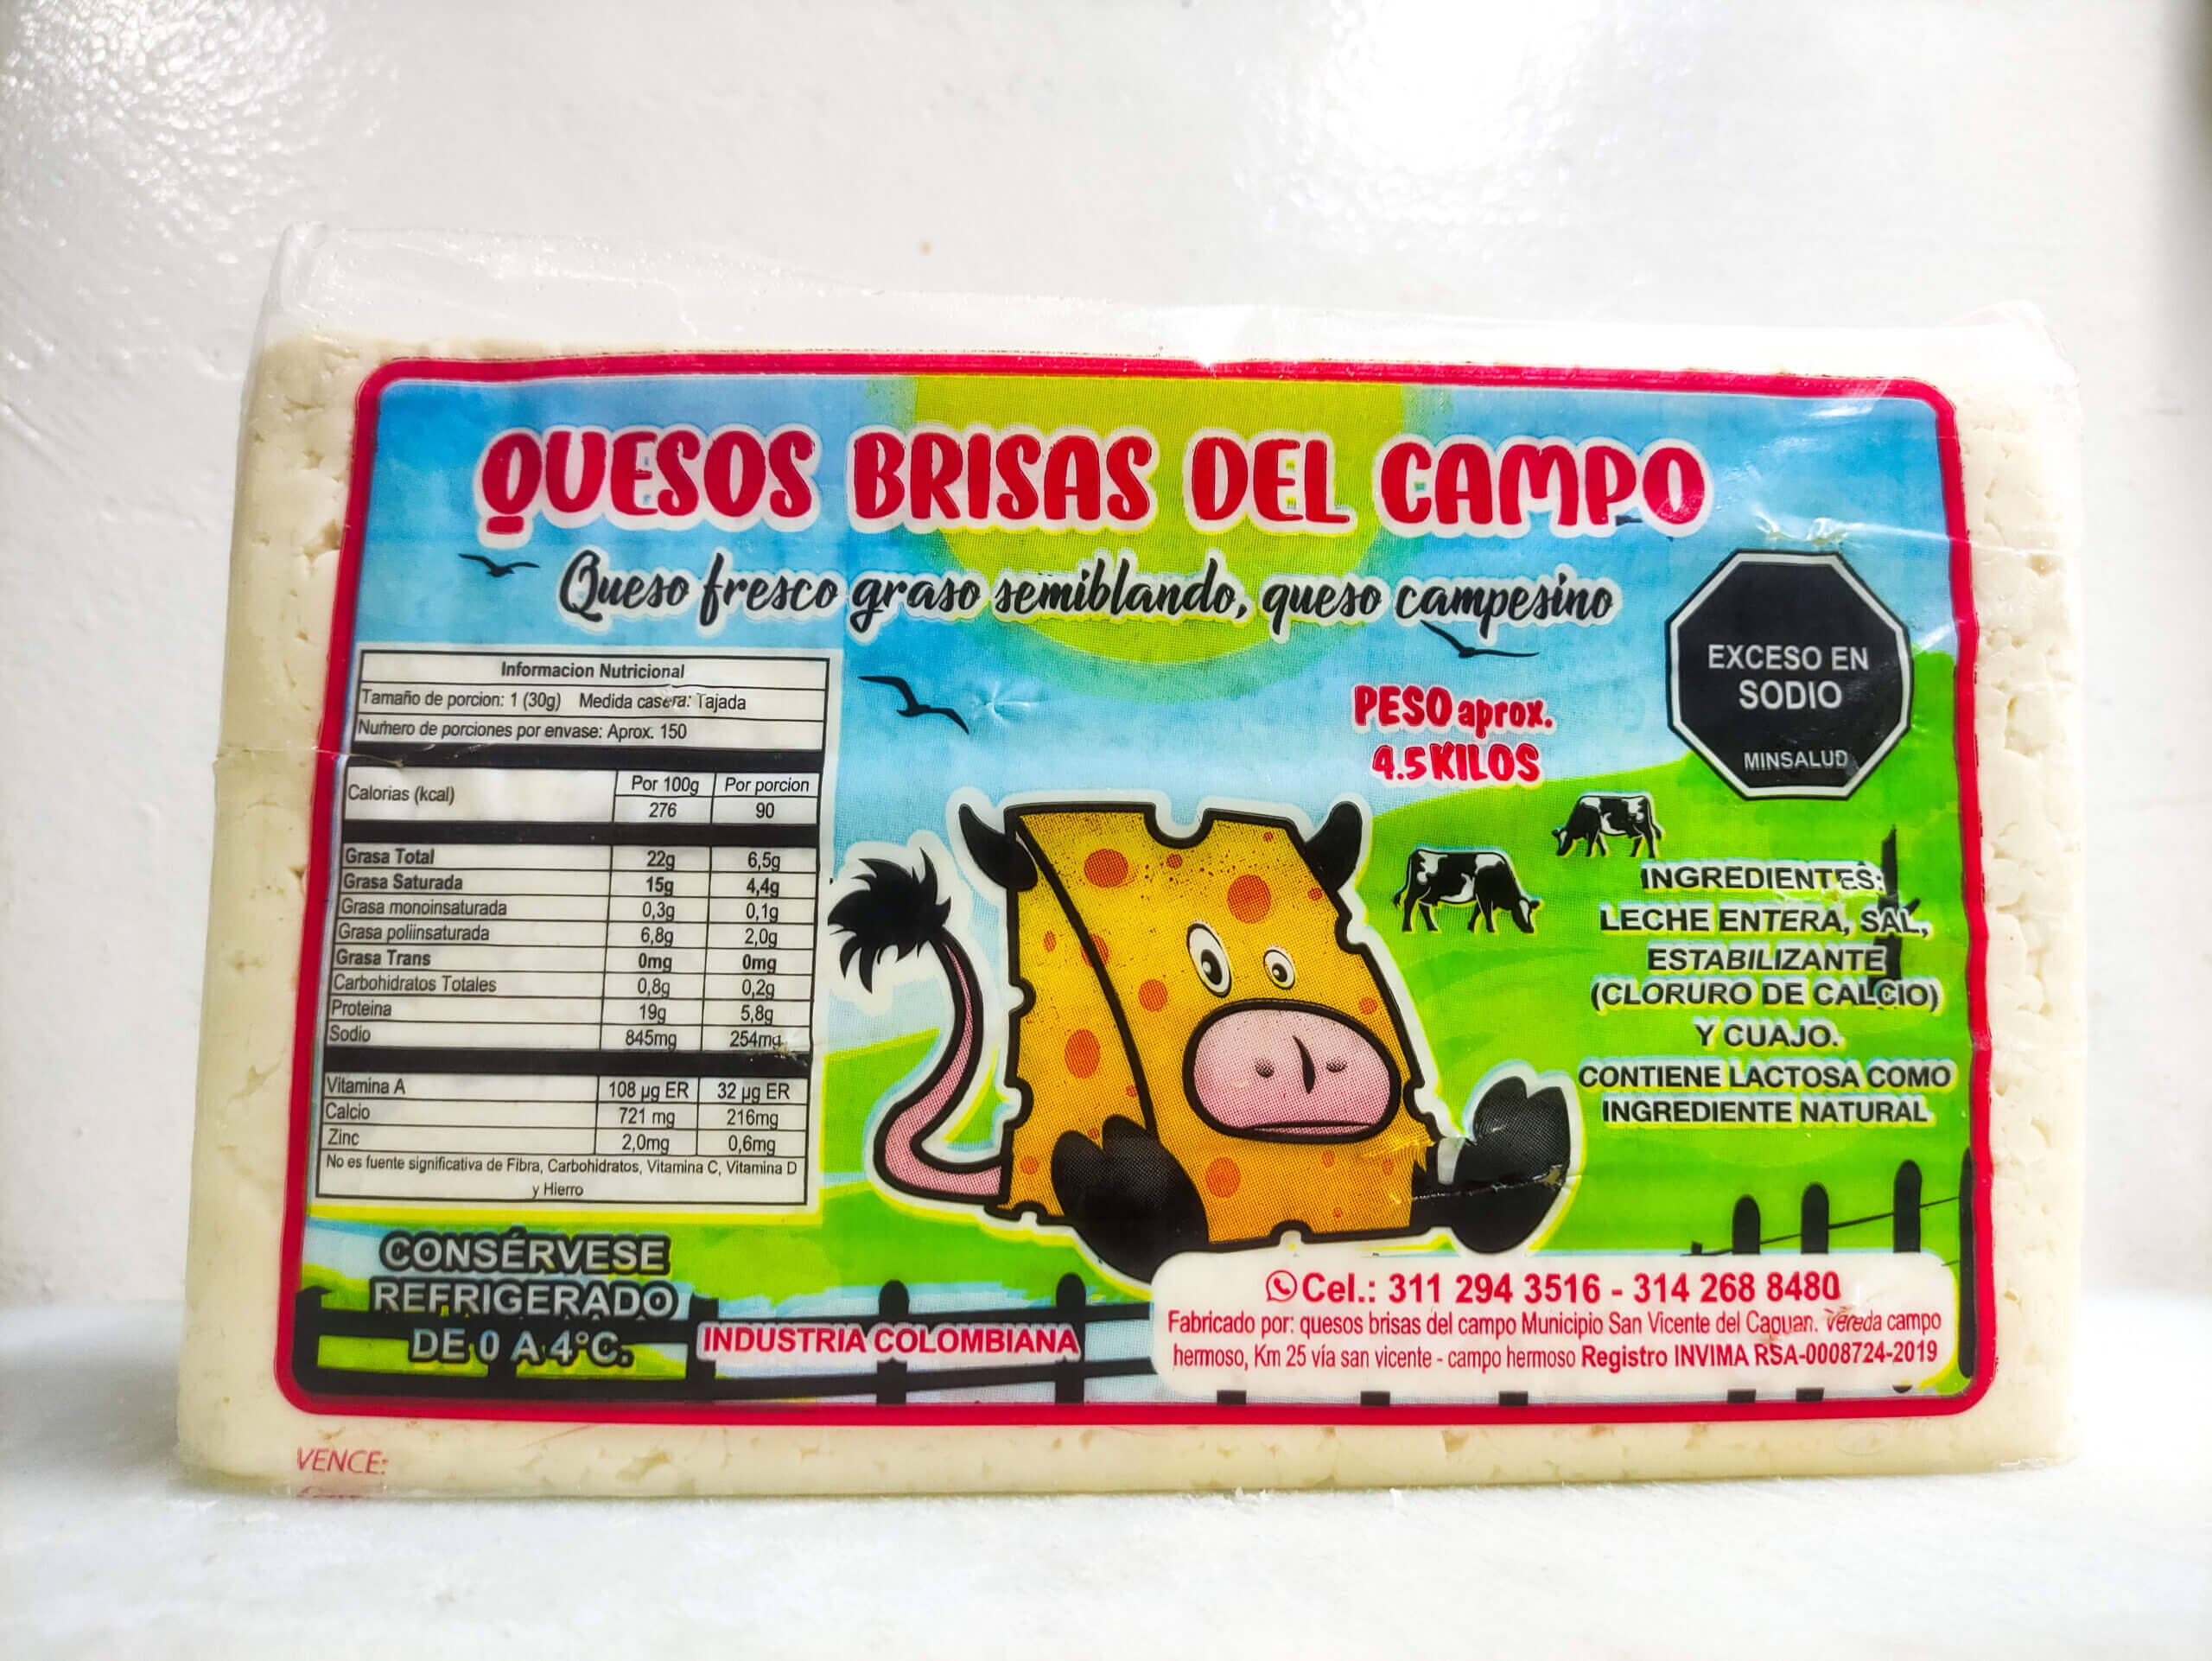 QUESOS BRISAS DEL CAMPO
Queso fresco graso semiblando, queso campesino
Informacion Nutricional
Tamaño de porcion: 1 (30g) Medida casera: Tajada
Numero de porciones por envase: Aprox. 150
Calorias (kcal) Por 100g Por porcion
276 90
Grasa Total 22g 6,5g
Grasa Saturada 15g 4,4g
Grasa monoinsaturada 0,3g 0,1g
Grasa poliinsaturada 6,8g 2,0g
Grasa Trans 0mg 0mg
Carbohidratos Totales 0,8g 0,2g
Proteina 19g 5,8g
Sodio 845mg 254mg
Vitamina A 108 µg ER 32 µg ER
Calcio 721 mg 216mg
Zinc 2,0mg 0,6mg
No es fuente significativa de Fibra, Carbohidratos, Vitamina C, Vitamina D
y Hierro
CONSÉRVESE
REFRIGERADO
DE 0 A 4°C.
INDUSTRIA COLOMBIANA
PESO aprox.
4.5 KILOS
EXCESO EN
SODIO
MINSALUD
INGREDIENTES:
LECHE ENTERA, SAL,
ESTABILIZANTE
(CLORURO DE CALCIO)
Y CUAJO.
CONTIENE LACTOSA COMO
INGREDIENTE NATURAL
Cel.: 311 294 3516 - 314 268 8480
Fabricado por: quesos brisas del campo Municipio San Vicente del Caguan. Vereda campo
hermoso, Km 25 vía san vicente - campo hermoso Registro INVIMA RSA-0008724-2019
VENCE: